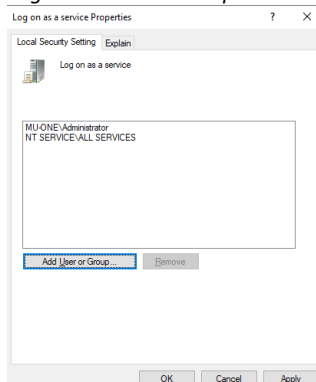 Log on as a service Properties ? ✕
Local Security Setting Explain
Log on as a service
MU-ONE\Administrator
NT SERVICE\ALL SERVICES
Add User or Group... Remove
OK Cancel Apply